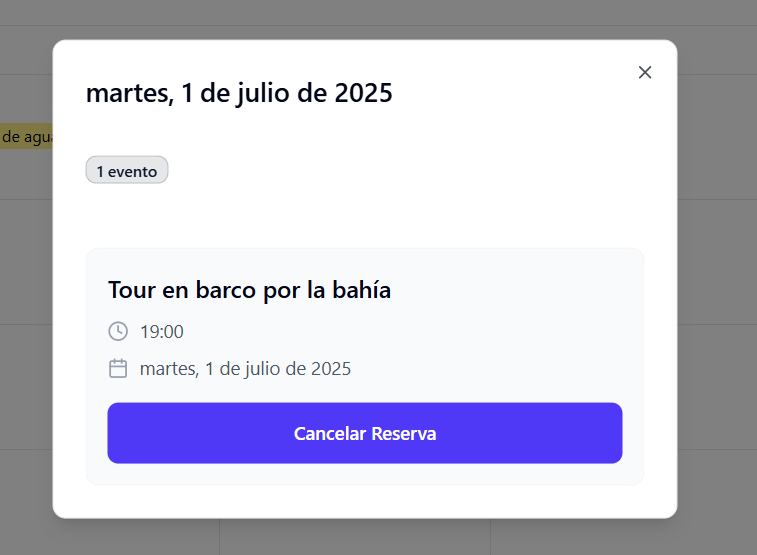 martes, 1 de julio de 2025
de agua
1 evento
Tour en barco por la bahía
19:00
martes, 1 de julio de 2025
Cancelar Reserva